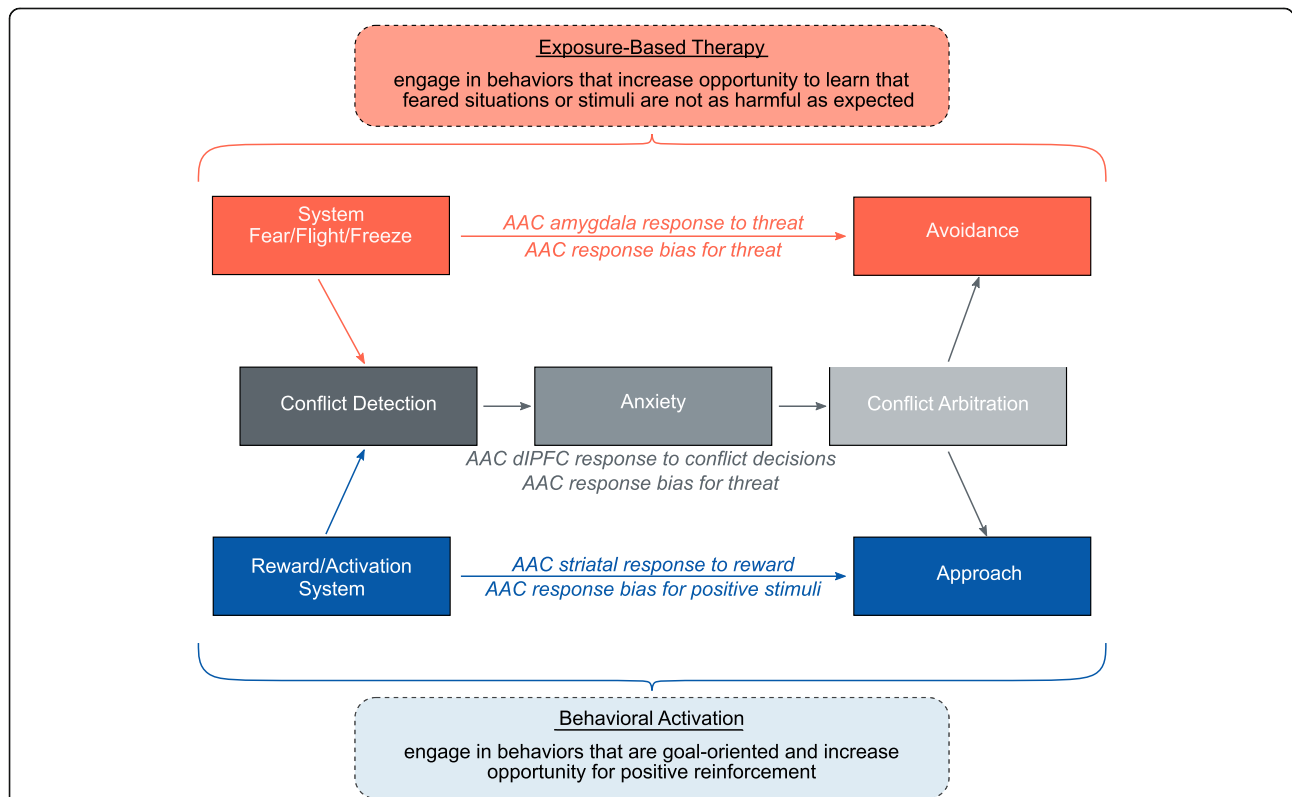 Exposure-Based Therapy
engage in behaviors that increase opportunity to learn that
feared situations or stimuli are not as harmful as expected
System
Fear/Flight/Freeze
AAC amygdala response to threat
AAC response bias for threat
Avoidance
Conflict Detection
Anxiety
Conflict Arbitration
AAC dlPFC response to conflict decisions
AAC response bias for threat
Reward/Activation
System
AAC striatal response to reward
AAC response bias for positive stimuli
Approach
Behavioral Activation
engage in behaviors that are goal-oriented and increase
opportunity for positive reinforcement